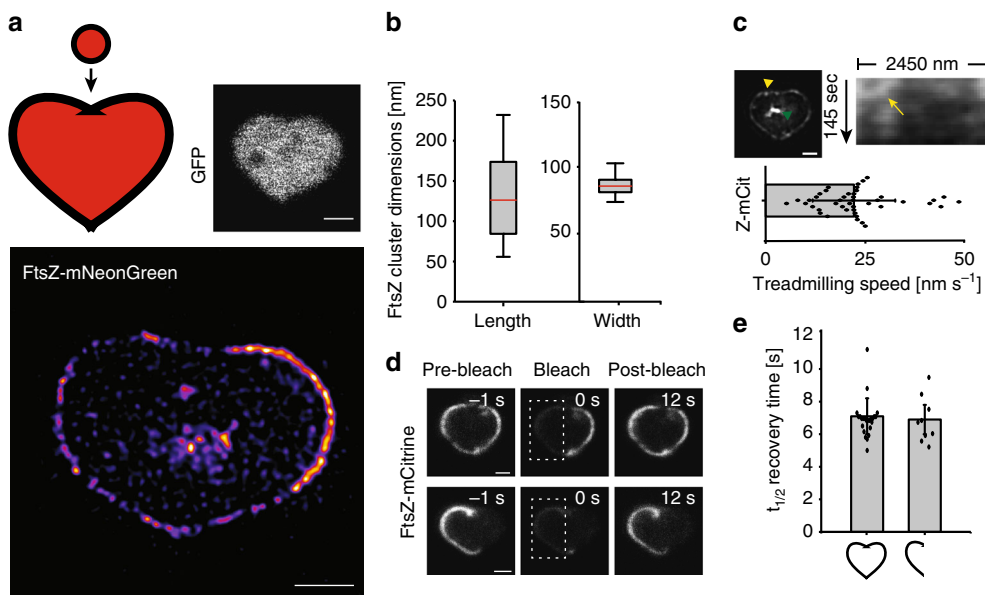 a
GFP
FtsZ-mNeonGreen
b
FtsZ cluster dimensions [nm]
250
200
150
100
50
0
150
100
50
0
Length
Width
c
2450 nm
145 sec
Z-mCit
0
25
50
Treadmilling speed [nm s⁻¹]
d
Pre-bleach
Bleach
Post-bleach
FtsZ-mCitrine
–1 s
0 s
12 s
–1 s
0 s
12 s
e
t1/2 recovery time [s]
12
10
8
6
4
2
0